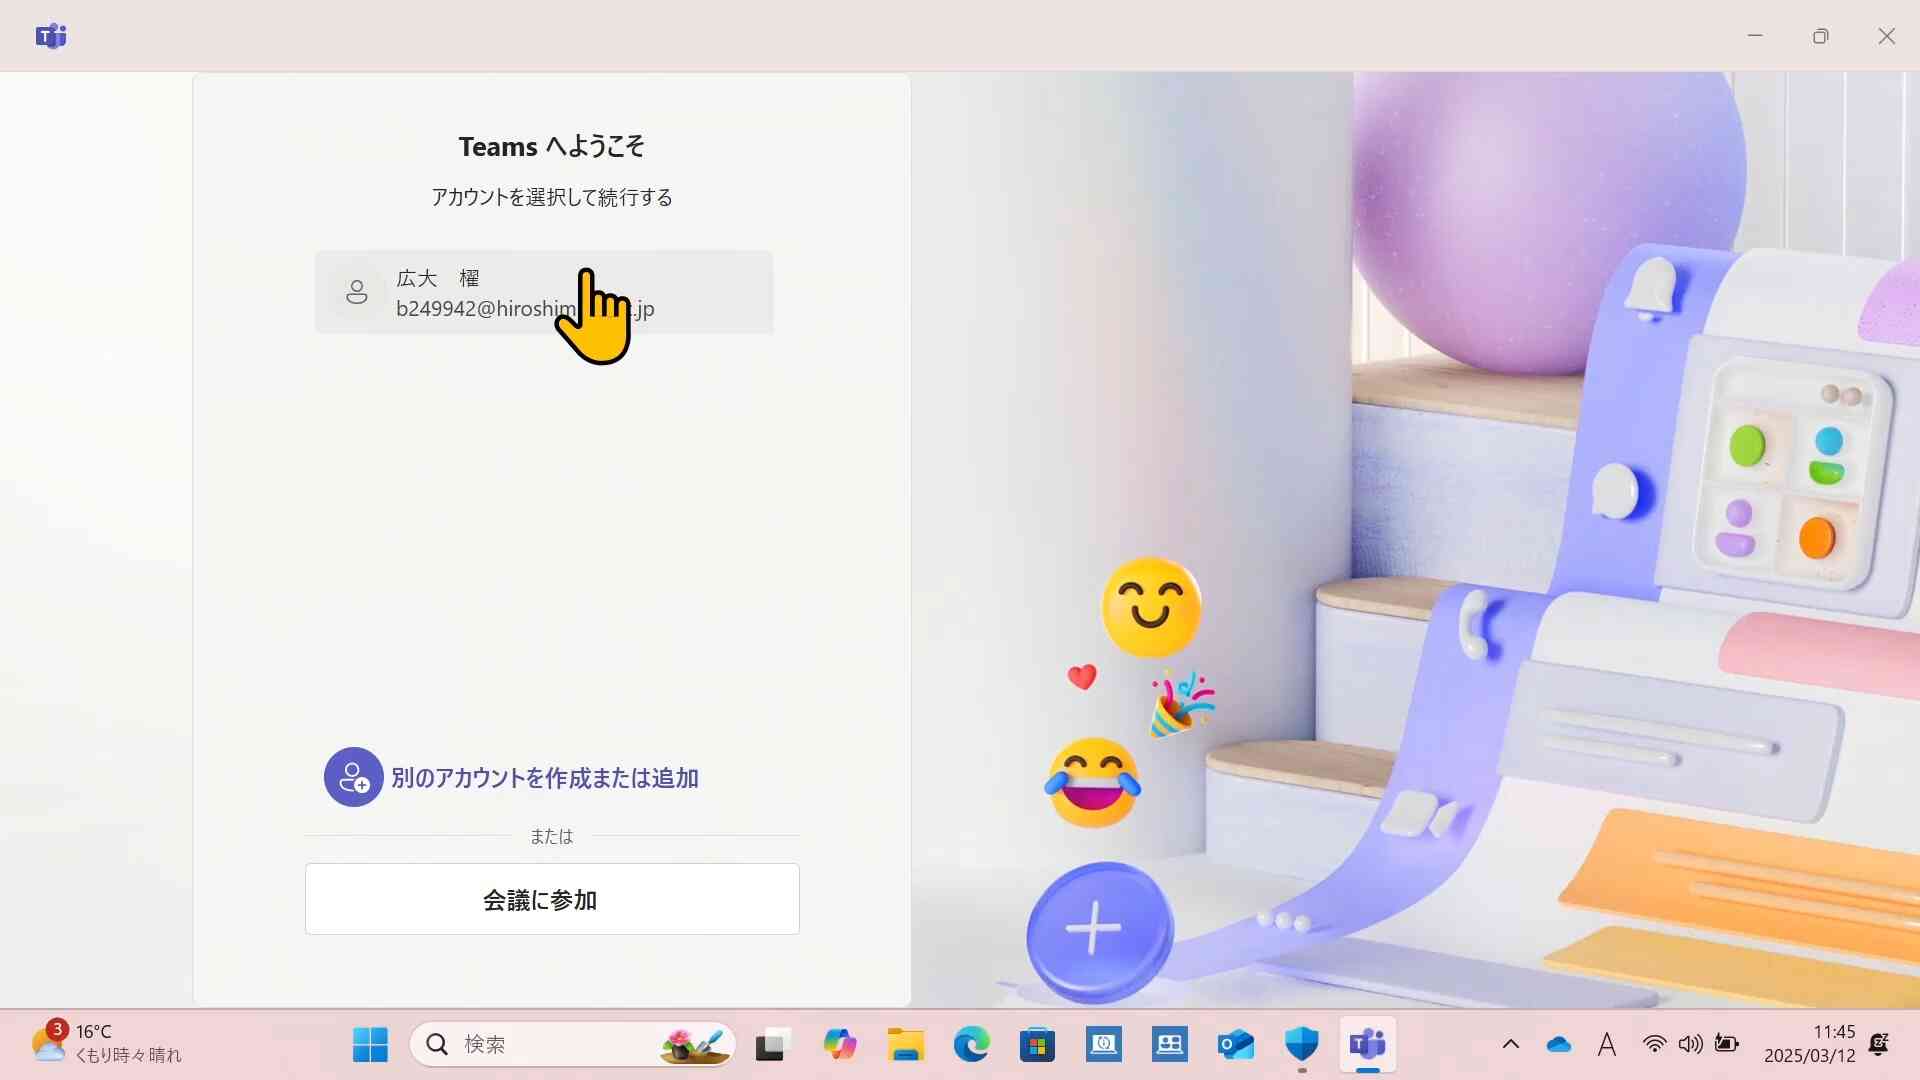 Teams へようこそ
アカウントを選択して続行する
広大 櫂
b249942@hiroshim .jp
別のアカウントを作成または追加
または
会議に参加
3
16°C
くもり時々晴れ
検索
A
11:45
2025/03/12